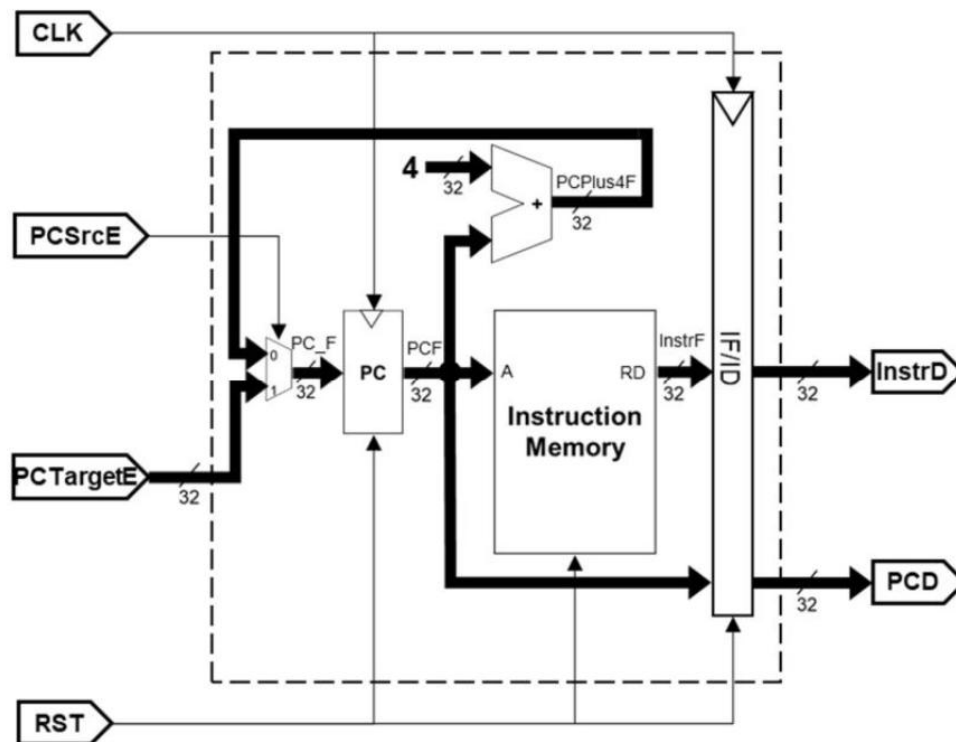 CLK
4
32
PCPlus4F
+
32
PCSrcE
0
1
PC_F
32
PC
PCF
32
A
RD
Instruction
Memory
InstrF
32
IF/ID
32
InstrD
PCTargetE
32
32
PCD
RST